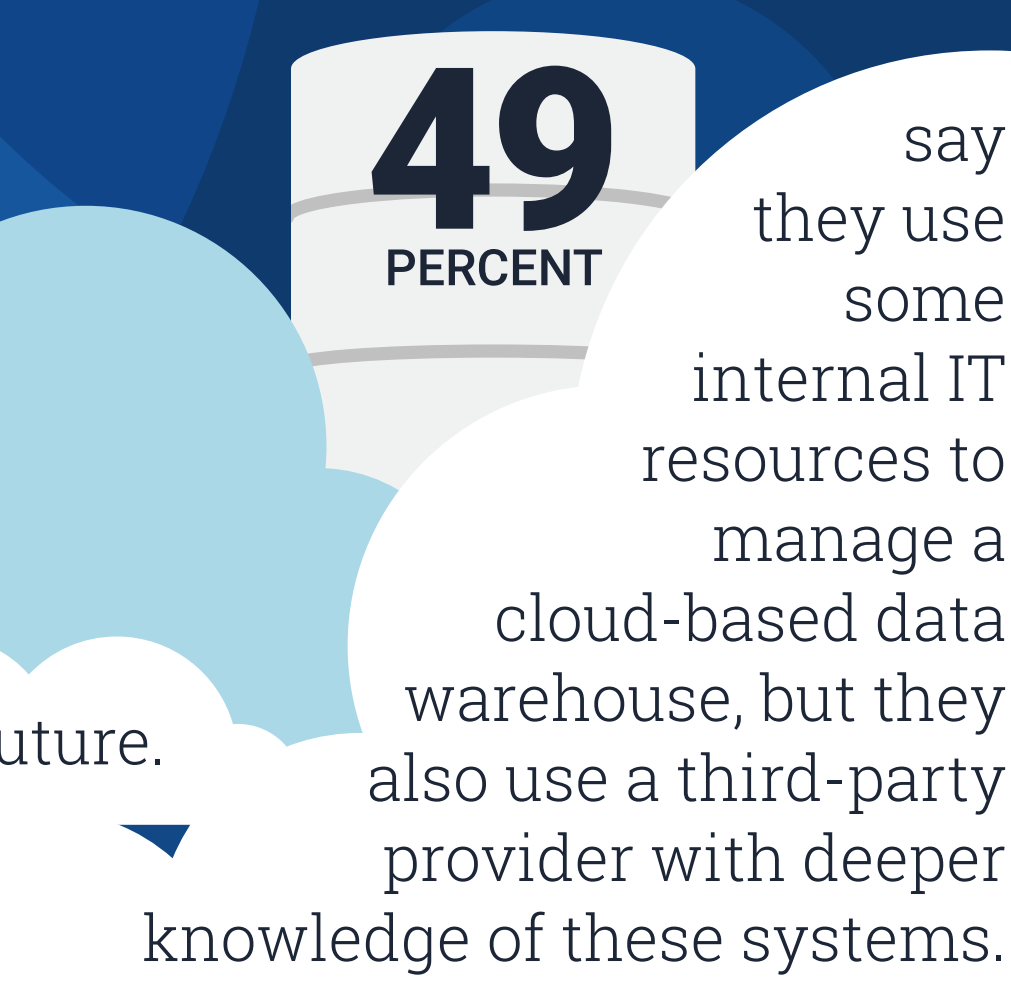 49
PERCENT
say
they use
some
internal IT
resources to
manage a
cloud-based data
warehouse, but they
also use a third-party
provider with deeper
knowledge of these systems.
uture.